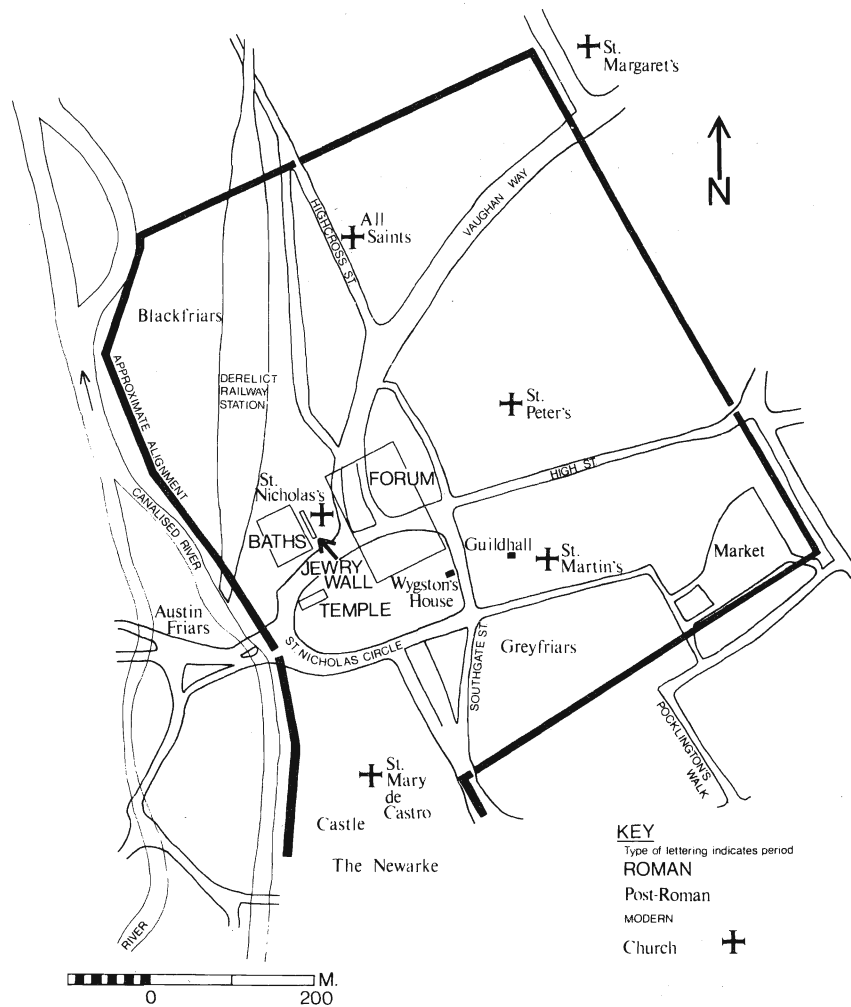 St.
Margaret's
N
VAUGHAN WAY
HIGHCROSS ST
All
Saints
Blackfriars
APPROXIMATE ALIGNMENT
DERELICT
RAILWAY
STATION
St.
Peter's
HIGH ST
FORUM
St.
Nicholas's
CANALISED RIVER
BATHS
JEWRY
WALL
Guildhall
St.
Martin's
Market
Wygston's
House
TEMPLE
Austin
Friars
ST NICHOLAS CIRCLE
SOUTHGATE ST
Greyfriars
POCKLINGTON'S
WALK
St.
Mary
de
Castro
Castle
The Newarke
RIVER
KEY
Type of lettering indicates period
ROMAN
Post-Roman
MODERN
Church
M.
0 200